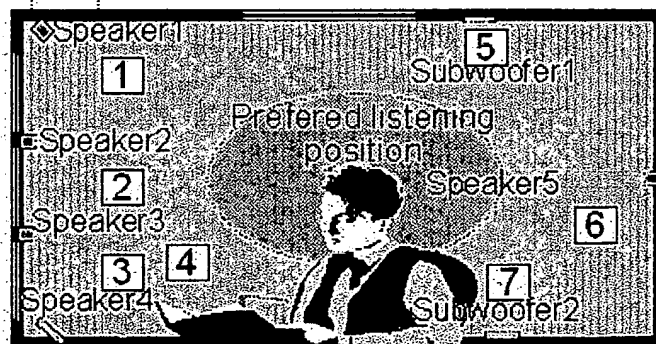 Speaker1
1
5
Subwoofer1
Prefered listening
position
Speaker2
2
Speaker5
Speaker3
6
3
4
7
Speaker4
Subwoofer2